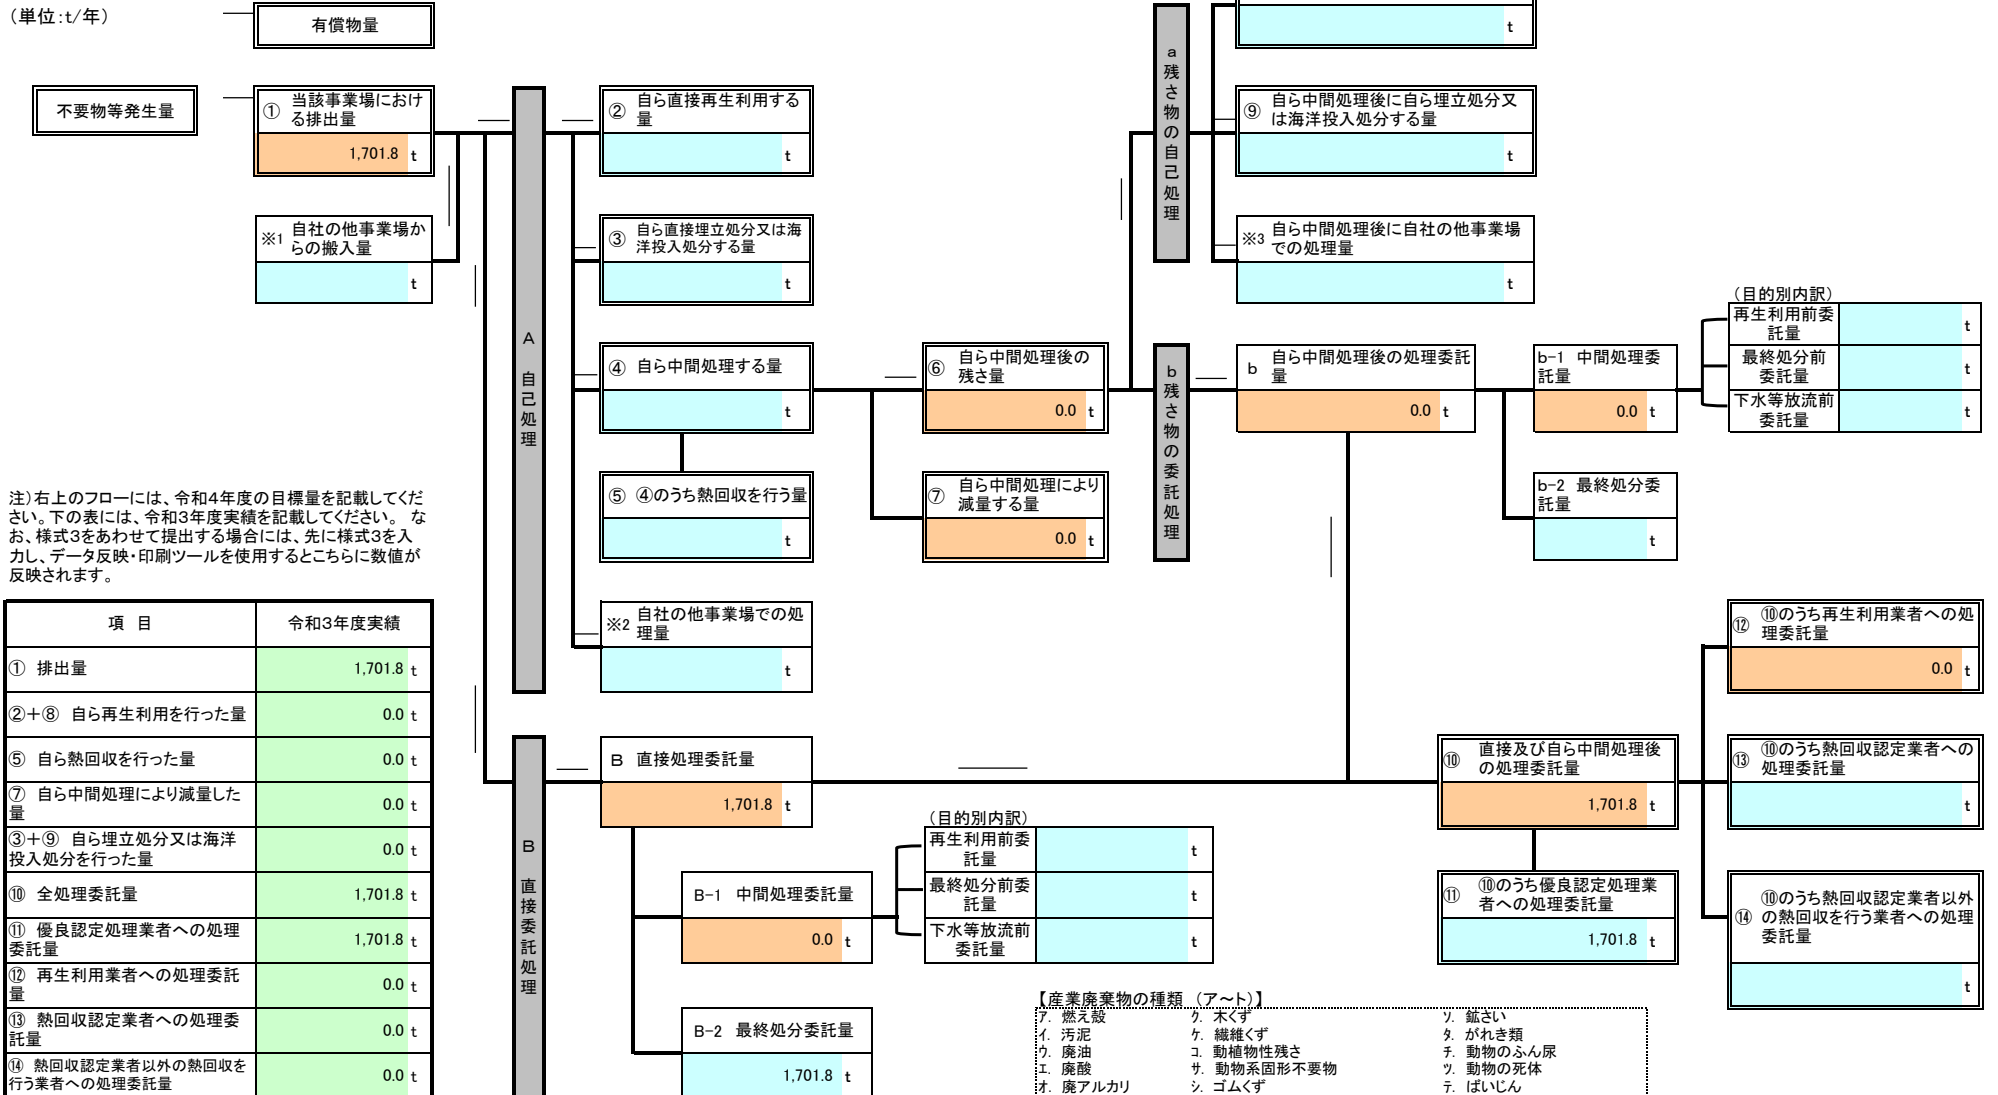 （単位:t/年）
有償物量
t
不要物等発生量
① 当該事業場におけ
る排出量
1,701.8 t
※1 自社の他事業場か
らの搬入量
t
A 自己処理
② 自ら直接再生利用する
量
t
③ 自ら直接埋立処分又は海
洋投入処分する量
t
④ 自ら中間処理する量
t
⑤ ④のうち熱回収を行う量
t
※2 自社の他事業場での処
理量
t
⑥ 自ら中間処理後の
残さ量
0.0 t
⑦ 自ら中間処理により
減量する量
0.0 t
a 残さ物の自己処理
⑨ 自ら中間処理後に自ら埋立処分又
は海洋投入処分する量
t
※3 自ら中間処理後に自社の他事業場
での処理量
t
b 残さ物の委託処理
b 自ら中間処理後の処理委託
量
0.0 t
b-1 中間処理委
託量
0.0 t
b-2 最終処分委
託量
t
（目的別内訳）
再生利用前委
託量
t
最終処分前
委託量
t
下水等放流前
委託量
t
注）右上のフローには、令和４年度の目標量を記載してくだ
さい。下の表には、令和３年度実績を記載してください。 な
お、様式３をあわせて提出する場合には、先に様式３を入
力し、データ反映・印刷ツールを使用するとこちらに数値が
反映されます。
項 目 令和３年度実績
① 排出量 1,701.8 t
②＋⑧ 自ら再生利用を行った量 0.0 t
⑤ 自ら熱回収を行った量 0.0 t
⑦ 自ら中間処理により減量した
量 0.0 t
③＋⑨ 自ら埋立処分又は海洋
投入処分を行った量 0.0 t
⑩ 全処理委託量 1,701.8 t
⑪ 優良認定処理業者への処理
委託量 1,701.8 t
⑫ 再生利用業者への処理委託
量 0.0 t
⑬ 熱回収認定業者への処理委
託量 0.0 t
⑭ 熱回収認定業者以外の熱回収を
行う業者への処理委託量 0.0 t
B 直接委託処理
B 直接処理委託量
1,701.8 t
B-1 中間処理委託量
0.0 t
B-2 最終処分委託量
1,701.8 t
（目的別内訳）
再生利用前委
託量
t
最終処分前委
託量
t
下水等放流前
委託量
t
⑩ 直接及び自ら中間処理後
の処理委託量
1,701.8 t
⑪ ⑩のうち優良認定処理業
者への処理委託量
1,701.8 t
⑫ ⑩のうち再生利用業者への処
理委託量
0.0 t
⑬ ⑩のうち熱回収認定業者への
処理委託量
t
⑭ ⑩のうち熱回収認定業者以外
の熱回収を行う業者への処理
委託量
t
【産業廃棄物の種類 （ア～ト）】
ア. 燃え殻 ク. 木くず ソ. 鉱さい
イ. 汚泥 ケ. 繊維くず タ. がれき類
ウ. 廃油 コ. 動植物性残さ チ. 動物のふん尿
エ. 廃酸 サ. 動物系固形不要物 ツ. 動物の死体
オ. 廃アルカリ シ. ゴムくず テ. ばいじん